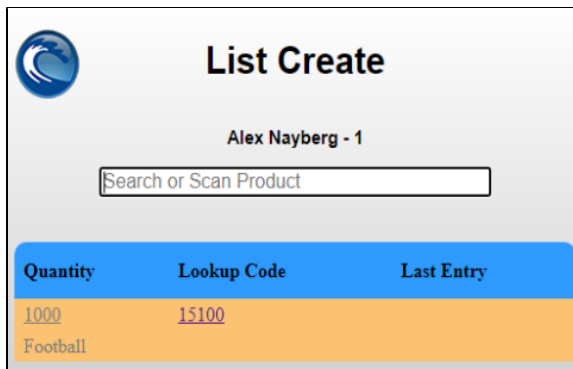 List Create
Alex Nayberg - 1
Search or Scan Product
Quantity Lookup Code Last Entry
1000 15100
Football